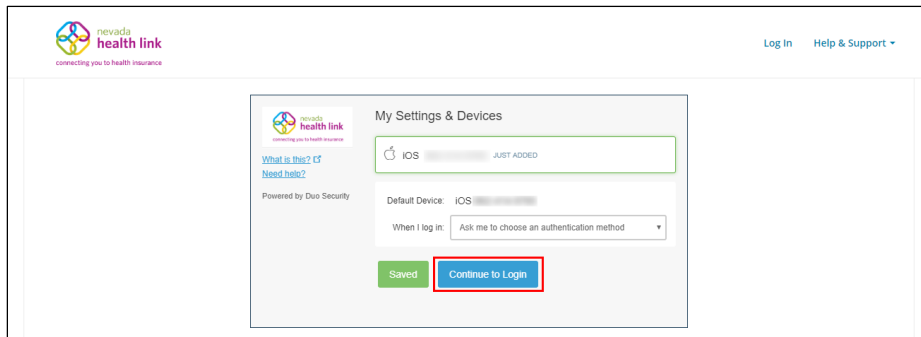 nevada
health link
connecting you to health insurance
Log In Help & Support
nevada
health link
connecting you to health insurance
What is this?
Need help?
Powered by Duo Security
My Settings & Devices
iOS JUST ADDED
Default Device: iOS
When I log in: Ask me to choose an authentication method
Saved Continue to Login